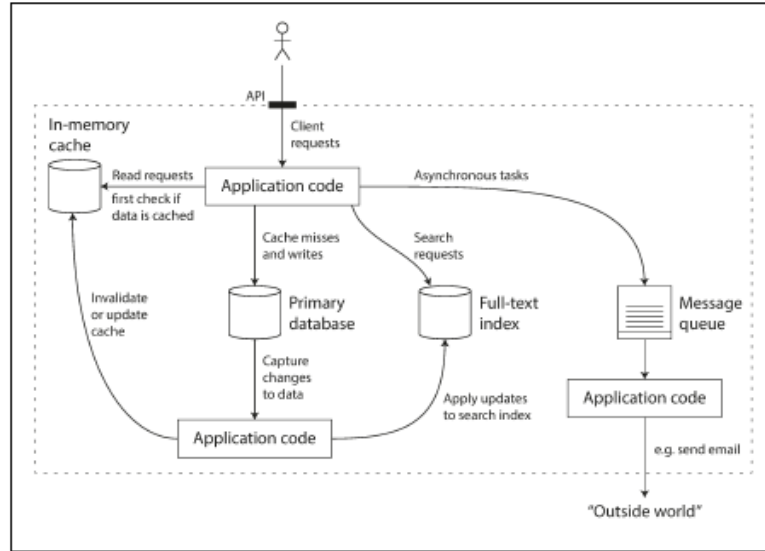 API
In-memory
cache
Client
requests
Read requests
first check if
data is cached
Application code
Asynchronous tasks
Cache misses
and writes
Search
requests
Invalidate
or update
cache
Primary
database
Full-text
index
Message
queue
Capture
changes
to data
Apply updates
to search index
Application code
Application code
e.g. send email
“Outside world”